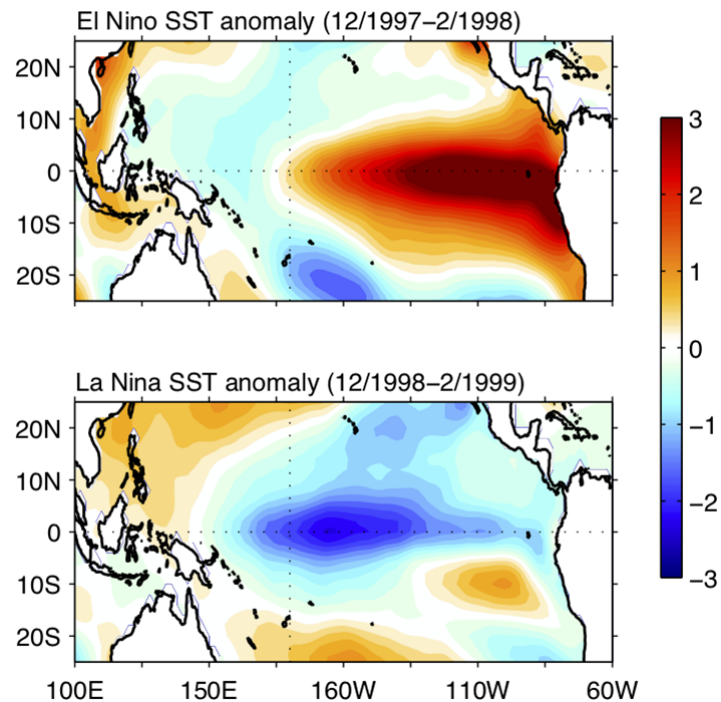 El Nino SST anomaly (12/1997−2/1998)
20N
10N
0
10S
20S
3
2
1
0
−1
−2
−3
La Nina SST anomaly (12/1998−2/1999)
20N
10N
0
10S
20S
100E 150E 160W 110W 60W